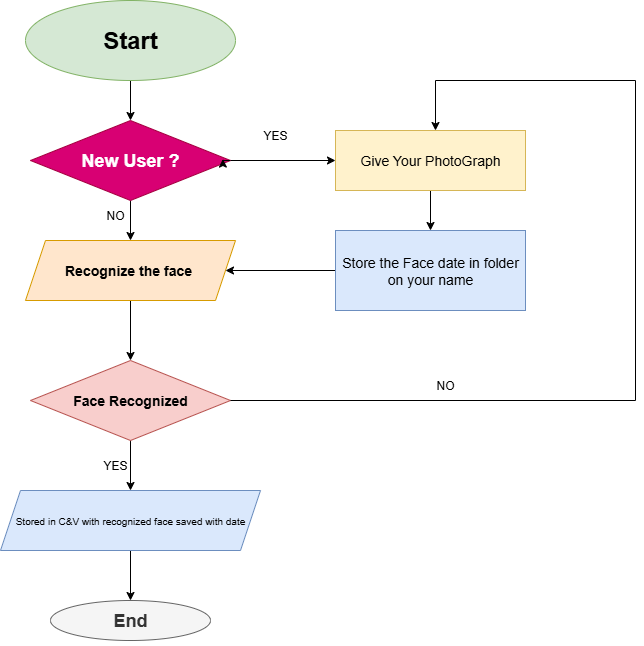 Start
New User ?
YES
Give Your PhotoGraph
NO
Store the Face date in folder
on your name
Recognize the face
Face Recognized
NO
YES
Stored in C&V with recognized face saved with date
End